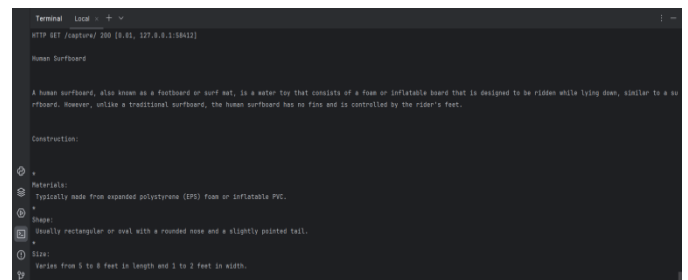 Terminal Local × +
HTTP GET /capture/ 200 [0.01, 127.0.0.1:58412]
Human Surfboard
A human surfboard, also known as a footboard or surf mat, is a water toy that consists of a foam or inflatable board that is designed to be ridden while lying down, similar to a su
rfboard. However, unlike a traditional surfboard, the human surfboard has no fins and is controlled by the rider's feet.
Construction:
+
Materials:
Typically made from expanded polystyrene (EPS) foam or inflatable PVC.
+
Shape:
Usually rectangular or oval with a rounded nose and a slightly pointed tail.
+
Size:
Varies from 5 to 8 feet in length and 1 to 2 feet in width.